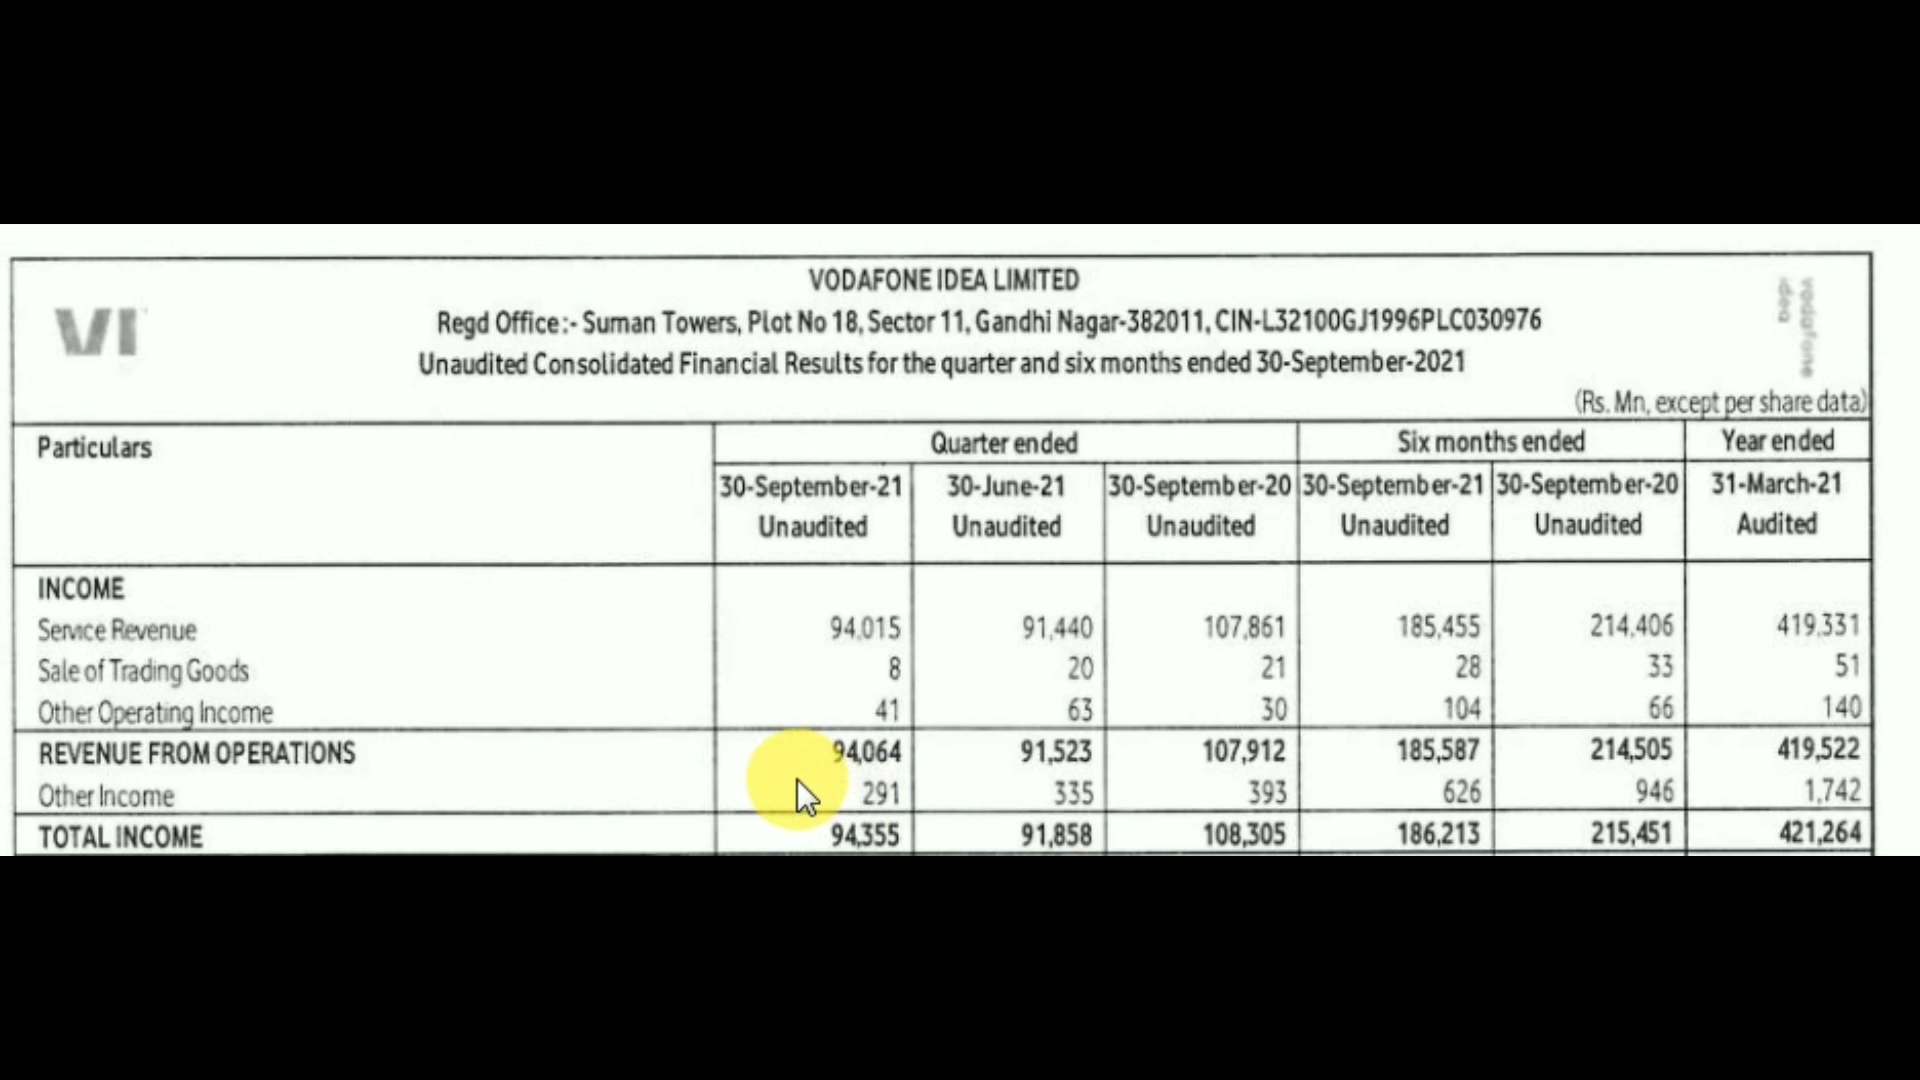 VODAFONE IDEA LIMITED
VI
vodafone idea
Regd Office:- Suman Towers, Plot No 18, Sector 11, Gandhi Nagar-382011, CIN-L32100GJ1996PLC030976
Unaudited Consolidated Financial Results for the quarter and six months ended 30-September-2021
(Rs. Mn, except per share data)
Particulars Quarter ended Six months ended Year ended
30-September-21 30-June-21 30-September-20 30-September-21 30-September-20 31-March-21
Unaudited Unaudited Unaudited Unaudited Unaudited Audited
INCOME
Service Revenue 94,015 91,440 107,861 185,455 214,406 419,331
Sale of Trading Goods 8 20 21 28 33 51
Other Operating Income 41 63 30 104 66 140
REVENUE FROM OPERATIONS 94,064 91,523 107,912 185,587 214,505 419,522
Other Income 291 335 393 626 946 1,742
TOTAL INCOME 94,355 91,858 108,305 186,213 215,451 421,264